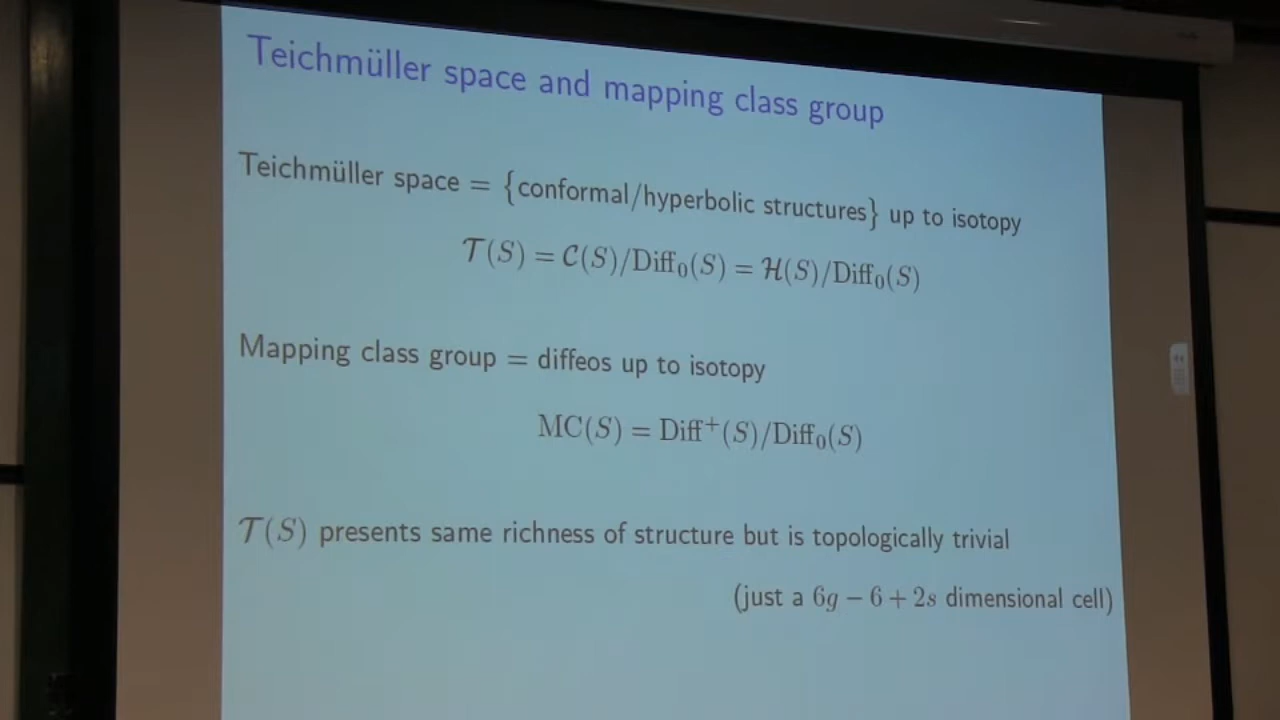 Teichmüller space and mapping class group
Teichmüller space = {conformal/hyperbolic structures} up to isotopy
𝒯(S) = 𝒞(S)/Diff₀(S) = ℋ(S)/Diff₀(S)
Mapping class group = diffeos up to isotopy
MC(S) = Diff⁺(S)/Diff₀(S)
𝒯(S) presents same richness of structure but is topologically trivial
(just a 6g − 6 + 2s dimensional cell)